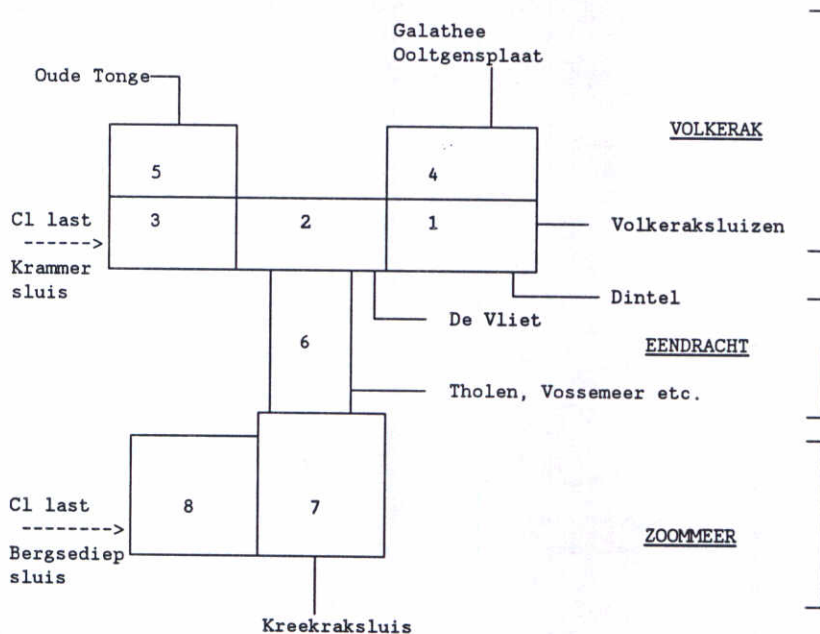 Galathee
Ooltgensplaat
Oude Tonge
VOLKERAK
5
4
Cl last
------>
Krammer
sluis
3
2
1
Volkeraksluizen
Dintel
De Vliet
6
EENDRACHT
Tholen, Vossemeer etc.
Cl last
-------->
Bergsediep
sluis
8
7
ZOOMMEER
Kreekraksluis